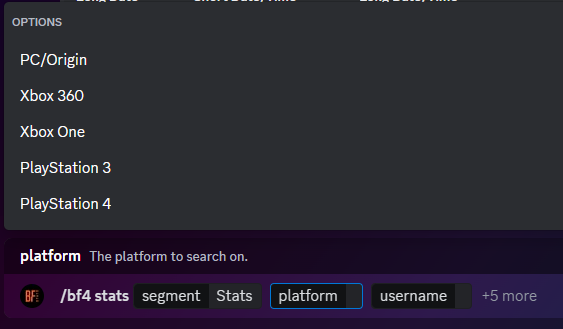 OPTIONS
PC/Origin
Xbox 360
Xbox One
PlayStation 3
PlayStation 4
platform The platform to search on.
BF /bf4 stats segment Stats platform username +5 more